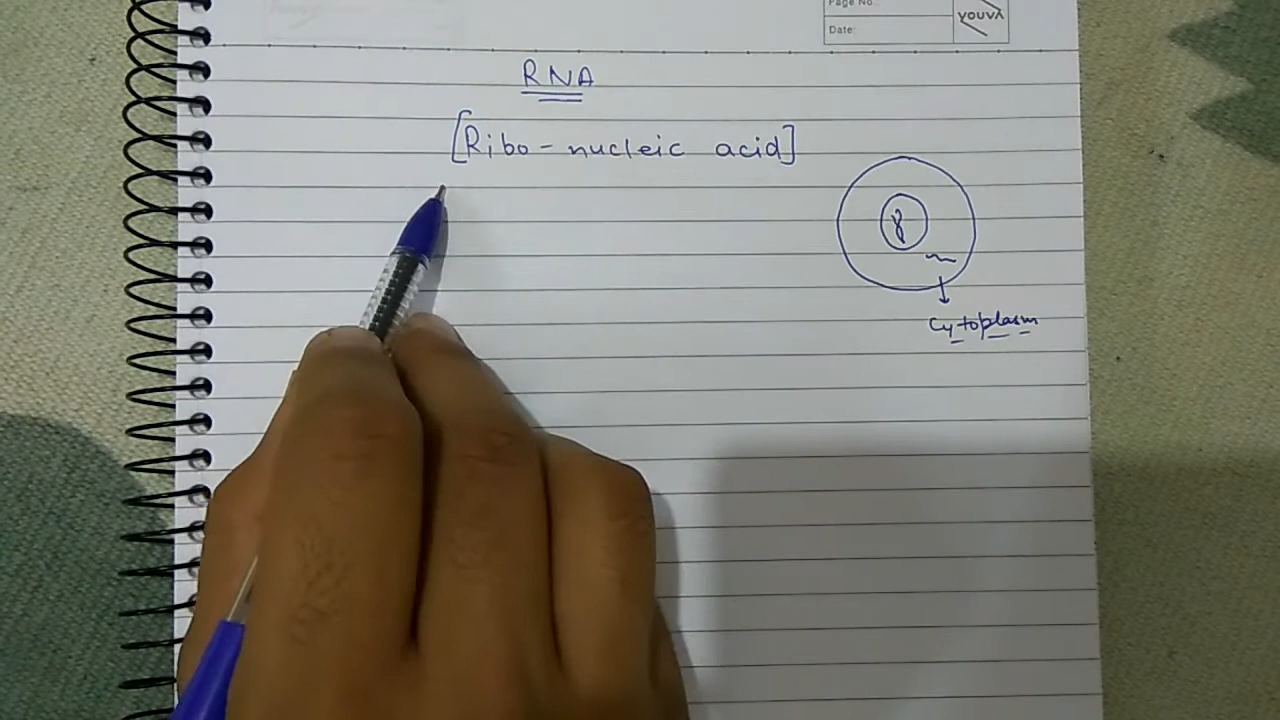 Page No.:
Date:
youva
RNA
[Ribo - nucleic acid]
Cytoplasm